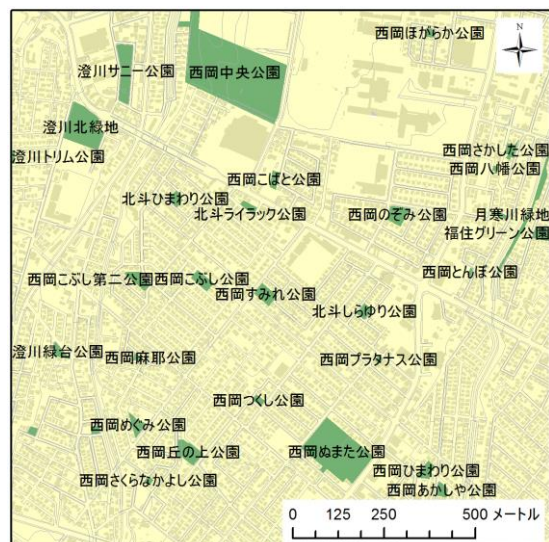 西岡ほがらか公園
N
澄川サニー公園
西岡中央公園
澄川北緑地
澄川トリム公園
西岡さかした公園
西岡八幡公園
西岡こばと公園
北斗ひまわり公園
北斗ライラック公園
西岡のぞみ公園
月寒川緑地
福住グリーン公園
西岡こぶし第二公園
西岡こぶし公園
西岡すみれ公園
西岡とんぼ公園
北斗しらゆり公園
澄川緑台公園
西岡麻耶公園
西岡プラタナス公園
西岡つくし公園
西岡めぐみ公園
西岡丘の上公園
西岡ぬまた公園
西岡さくらなかよし公園
西岡ひまわり公園
西岡あかしや公園
0 125 250 500 メートル